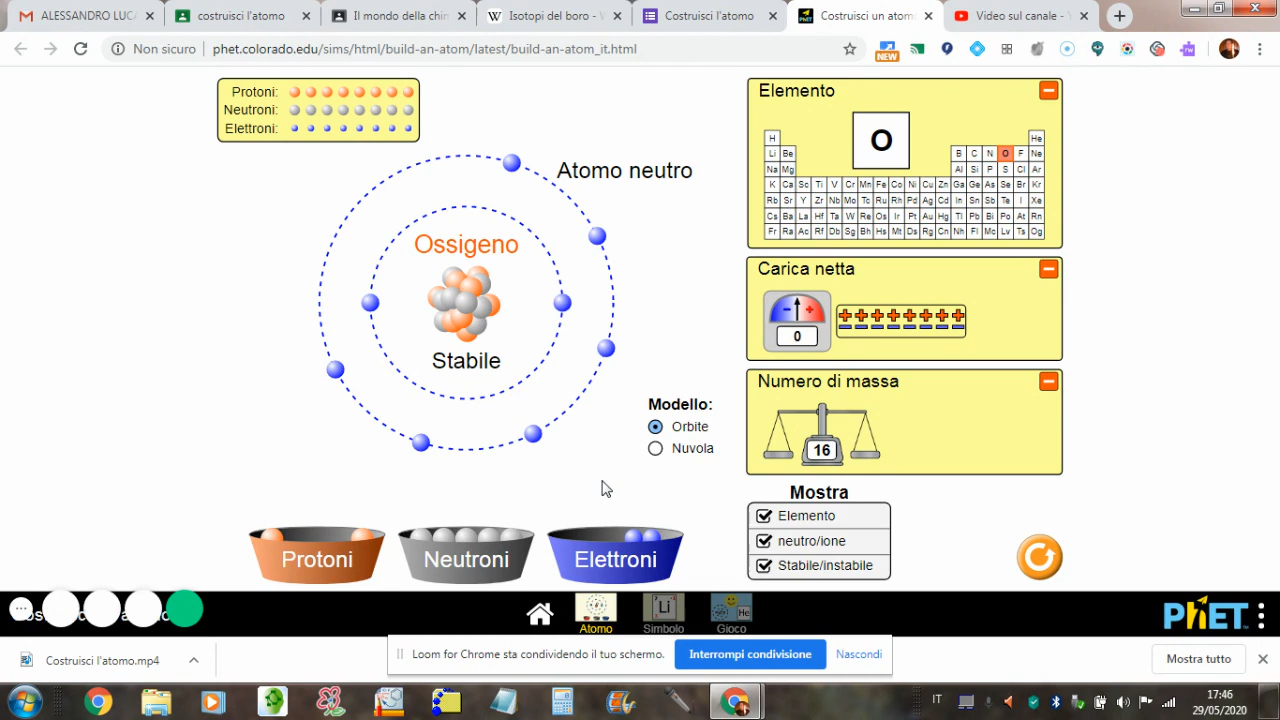 ALESSANDRO LUCA
costruisci l'atomo
Il mondo della chin
Isotopi del boro - W
Costruisci l'atomo
Costruisci un atomo
Video sul canale - Y
Non sicuro
phet.colorado.edu/sims/html/build-an-atom/latest/build-an-atom_it.html
NEW
Protoni:
Neutroni:
Elettroni:
Atomo neutro
Ossigeno
Stabile
Elemento
O
H He
Li Be B C N O F Ne
Na Mg Al Si P S Cl Ar
K Ca Sc Ti V Cr Mn Fe Co Ni Cu Zn Ga Ge As Se Br Kr
Rb Sr Y Zr Nb Mo Tc Ru Rh Pd Ag Cd In Sn Sb Te I Xe
Cs Ba La Hf Ta W Re Os Ir Pt Au Hg Tl Pb Bi Po At Rn
Fr Ra Ac Rf Db Sg Bh Hs Mt Ds Rg Cn Nh Fl Mc Lv Ts Og
Carica netta
0
Numero di massa
16
Modello:
Orbite
Nuvola
Mostra
Elemento
neutro/ione
Stabile/instabile
Protoni
Neutroni
Elettroni
Atomo
Li
Simbolo
He
Gioco
PhET
Costruisci l'atomo.mp4
Loom for Chrome sta condividendo il tuo schermo.
Interrompi condivisione
Nascondi
Mostra tutto
IT
17:46
29/05/2020